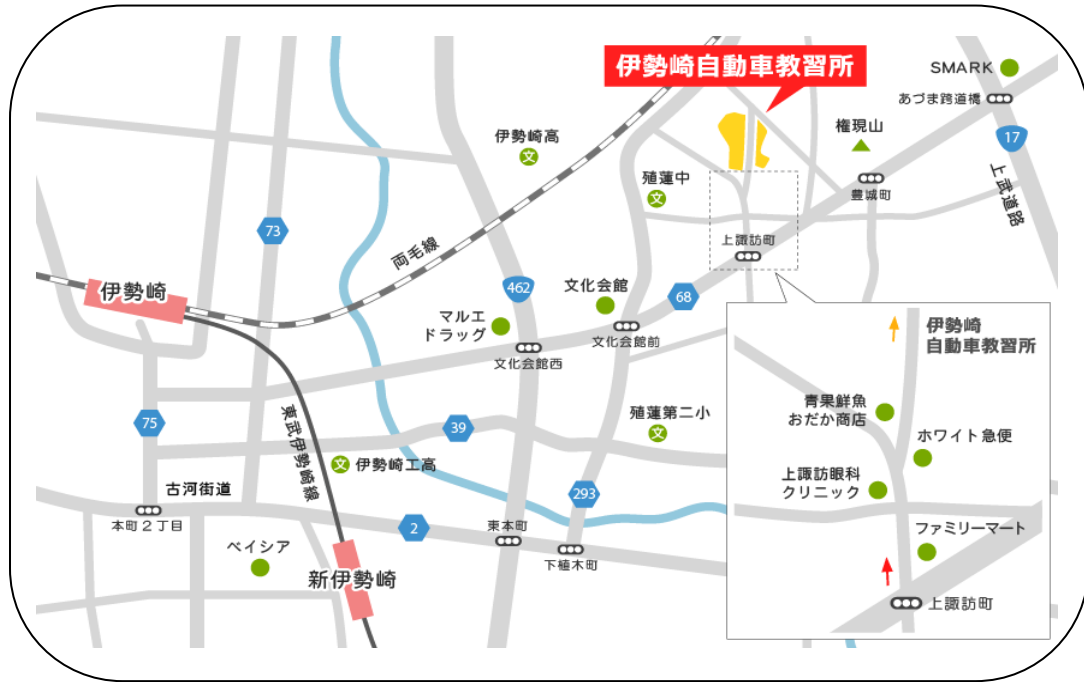 伊勢崎自動車教習所
SMARK
あづま跨道橋
17
上武道路
権現山
豊城町
伊勢崎高
文
殖蓮中
文
73
両毛線
上諏訪町
462
68
文化会館
文化会館前
マルエ
ドラッグ
文化会館西
伊勢崎
75
39
殖蓮第二小
文
東武伊勢崎線
文
伊勢崎工高
古河街道
本町2丁目
293
2
東本町
下植木町
ベイシア
新伊勢崎
伊勢崎
自動車教習所
青果鮮魚
おだか商店
ホワイト急便
上諏訪眼科
クリニック
ファミリーマート
上諏訪町